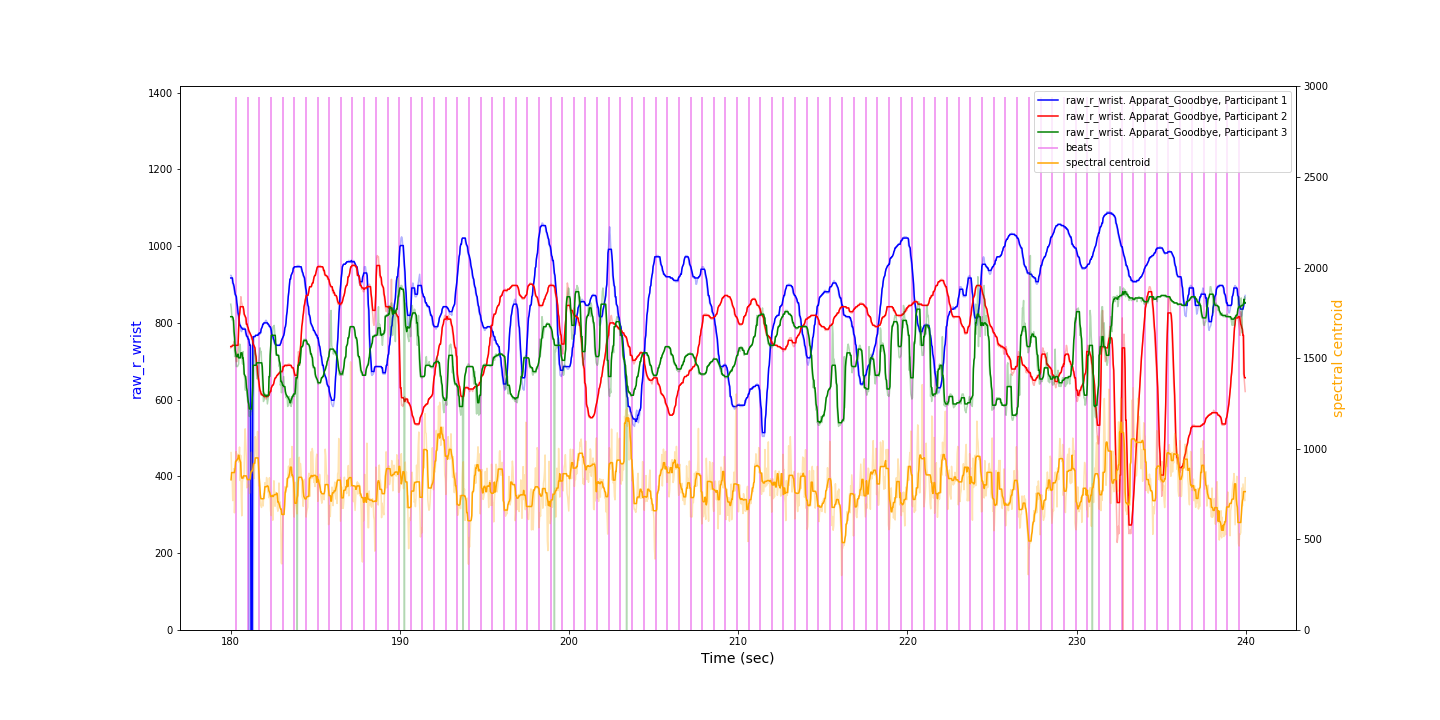 1400
1200
1000
800
600
400
200
0
raw_r_wrist
180
190
200
210
220
230
240
Time (sec)
3000
2500
2000
1500
1000
500
0
spectral centroid
raw_r_wrist. Apparat_Goodbye, Participant 1
raw_r_wrist. Apparat_Goodbye, Participant 2
raw_r_wrist. Apparat_Goodbye, Participant 3
beats
spectral centroid